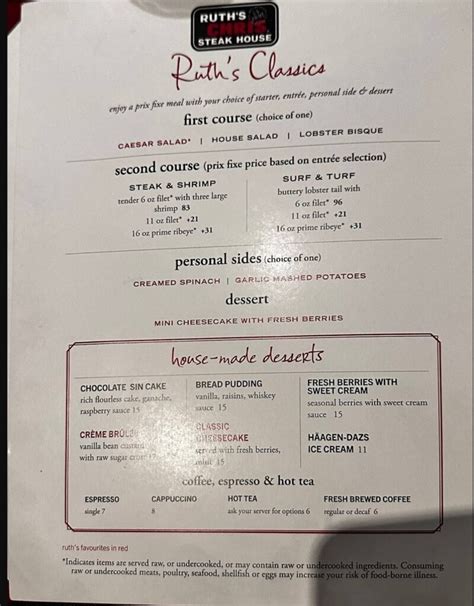 RUTH'S
CHRIS
STEAK HOUSE
Ruth's Classics
enjoy a prix fixe meal with your choice of starter, entrée, personal side & dessert
first course (choice of one)
CAESAR SALAD* | HOUSE SALAD | LOBSTER BISQUE
second course (prix fixe price based on entrée selection)
STEAK & SHRIMP
tender 6 oz filet* with three large
shrimp 83
11 oz filet* +21
16 oz prime ribeye* +31
SURF & TURF
buttery lobster tail with
6 oz filet* 96
11 oz filet* +21
16 oz prime ribeye* +31
personal sides (choice of one)
CREAMED SPINACH | GARLIC MASHED POTATOES
dessert
MINI CHEESECAKE WITH FRESH BERRIES
house-made desserts
CHOCOLATE SIN CAKE
rich flourless cake, ganache,
raspberry sauce 15
CRÈME BRÛLÉE
vanilla bean custard
with raw sugar
BREAD PUDDING
vanilla, raisins, whiskey
sauce 15
CLASSIC
CHEESECAKE
served with fresh berries,
mint 15
FRESH BERRIES WITH
SWEET CREAM
seasonal berries with sweet cream
sauce 15
HÄAGEN-DAZS
ICE CREAM 11
coffee, espresso & hot tea
ESPRESSO
single 7
CAPPUCCINO
8
HOT TEA
ask your server for options 6
FRESH BREWED COFFEE
regular or decaf 6
ruth's favourites in red
*Indicates items are served raw, or undercooked, or may contain raw or undercooked ingredients. Consuming
raw or undercooked meats, poultry, seafood, shellfish or eggs may increase your risk of food-borne illness.